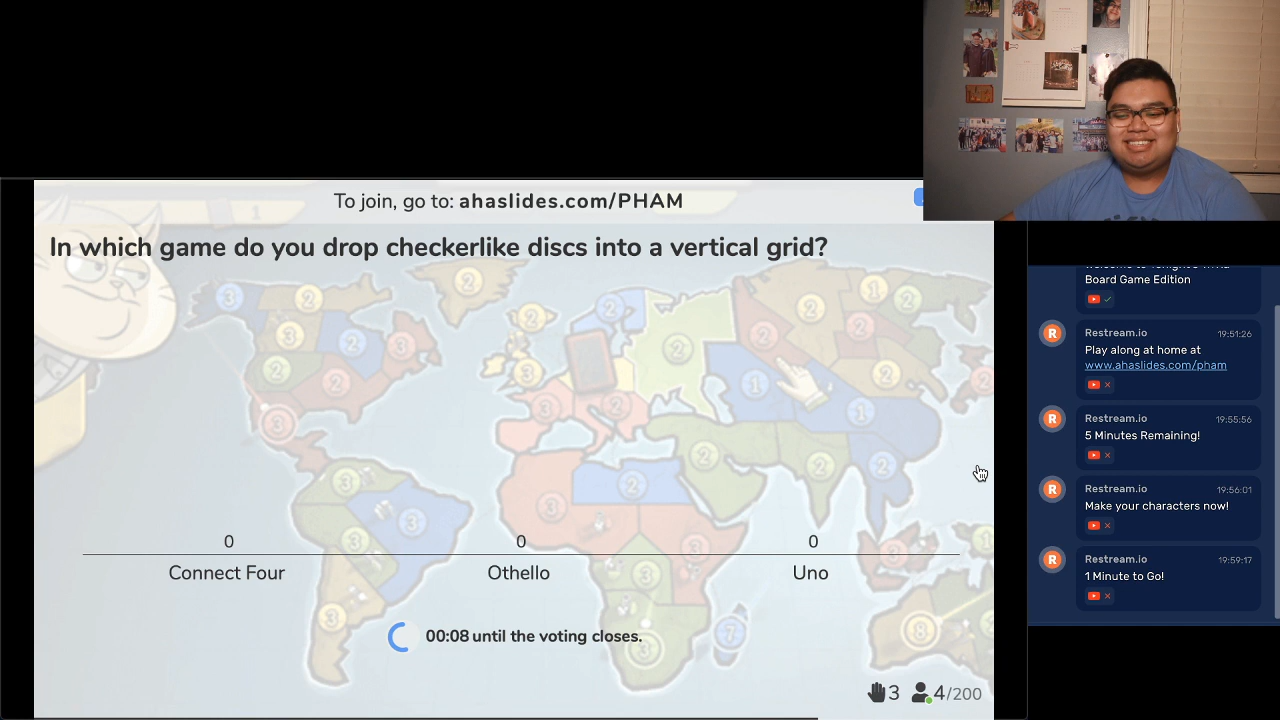 To join, go to: ahaslides.com/PHAM
In which game do you drop checkerlike discs into a vertical grid?
0
Connect Four
0
Othello
0
Uno
00:08 until the voting closes.
3
4/200
Board Game Edition
Restream.io 19:51:26
Play along at home at
www.ahaslides.com/pham
Restream.io 19:55:56
5 Minutes Remaining!
Restream.io 19:56:01
Make your characters now!
Restream.io 19:59:17
1 Minute to Go!